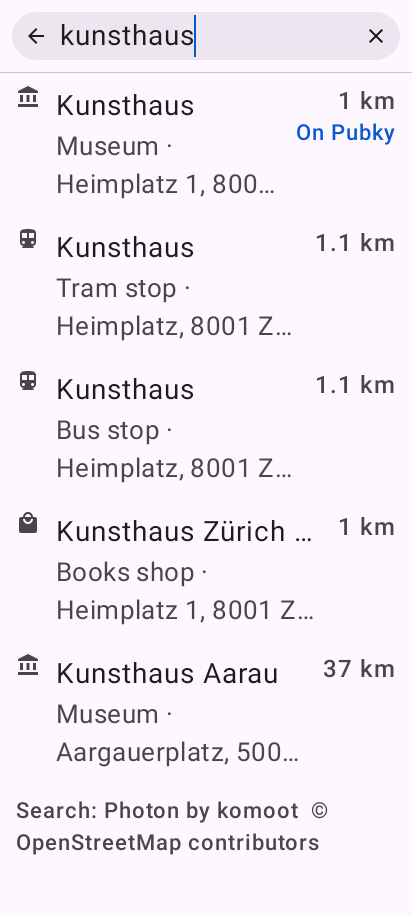 kunsthaus
Kunsthaus
1 km
Museum ·
On Pubky
Heimplatz 1, 800…
Kunsthaus
1.1 km
Tram stop ·
Heimplatz, 8001 Z…
Kunsthaus
1.1 km
Bus stop ·
Heimplatz, 8001 Z…
Kunsthaus Zürich …
1 km
Books shop ·
Heimplatz 1, 8001 Z…
Kunsthaus Aarau
37 km
Museum ·
Aargauerplatz, 500…
Search: Photon by komoot ©
OpenStreetMap contributors